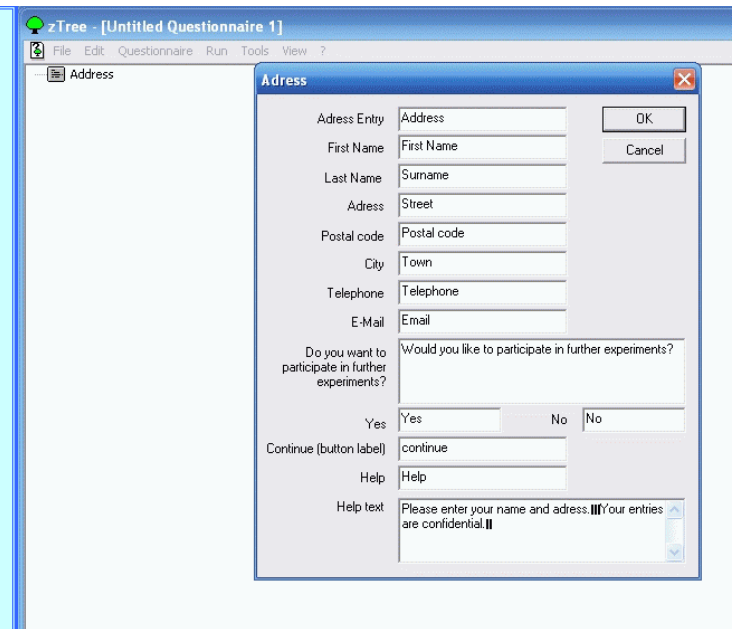 zTree - [Untitled Questionnaire 1]
File Edit Questionnaire Run Tools View ?
Address
Adress
Adress Entry Address OK
First Name First Name Cancel
Last Name Surname
Adress Street
Postal code Postal code
City Town
Telephone Telephone
E-Mail Email
Do you want to
participate in further
experiments?
Would you like to participate in further experiments?
Yes Yes No No
Continue (button label) continue
Help Help
Help text
Please enter your name and adress.Your entries
are confidential.